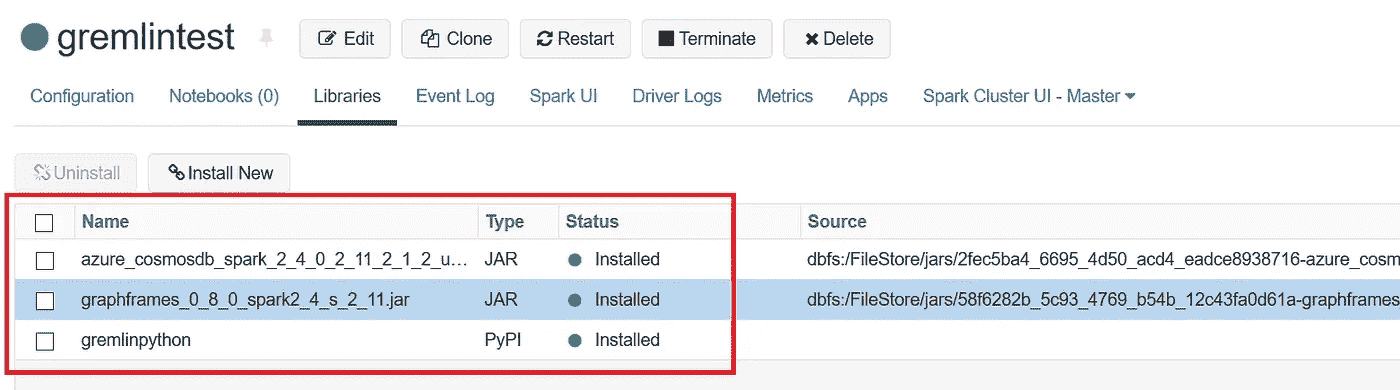 gremlintest Edit Clone Restart Terminate Delete
Configuration Notebooks (0) Libraries Event Log Spark UI Driver Logs Metrics Apps Spark Cluster UI - Master
Uninstall Install New
Name Type Status Source
azure_cosmosdb_spark_2_4_0_2_11_2_1_2_u... JAR Installed dbfs:/FileStore/jars/2fec5ba4_6695_4d50_acd4_eadce8938716-azure_cosm
graphframes_0_8_0_spark2_4_s_2_11.jar JAR Installed dbfs:/FileStore/jars/58f6282b_5c93_4769_b54b_12c43fa0d61a-graphframes
gremlinpython PyPI Installed